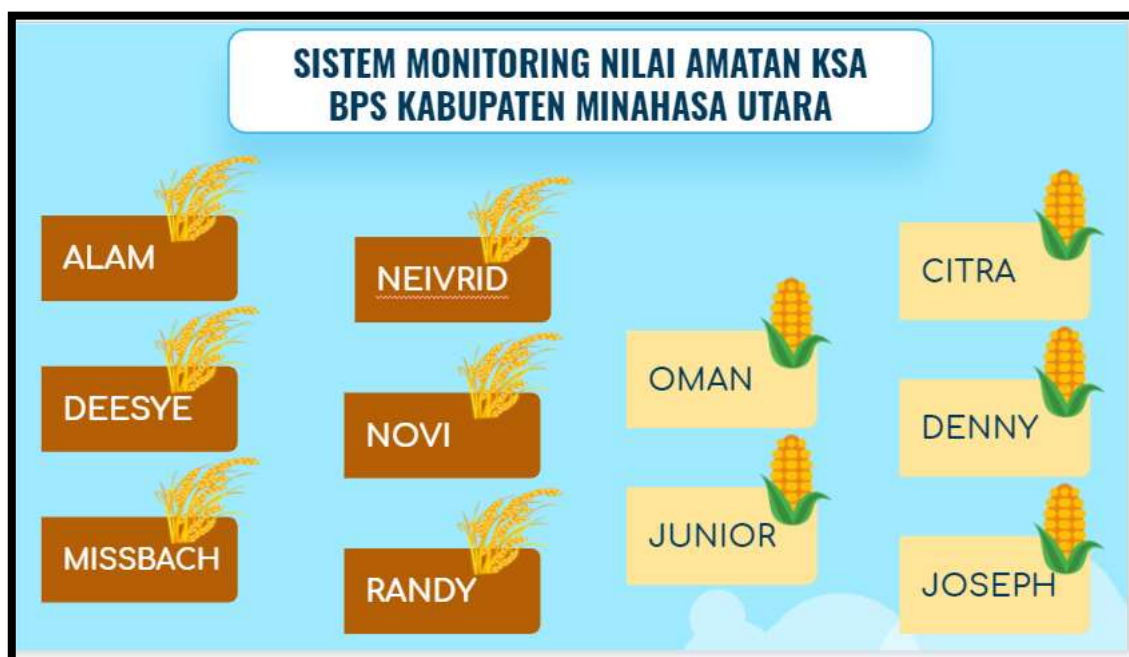 SISTEM MONITORING NILAI AMATAN KSA
BPS KABUPATEN MINAHASA UTARA
ALAM
DEESYE
MISSBACH
NEIVRID
NOVI
RANDY
OMAN
JUNIOR
CITRA
DENNY
JOSEPH